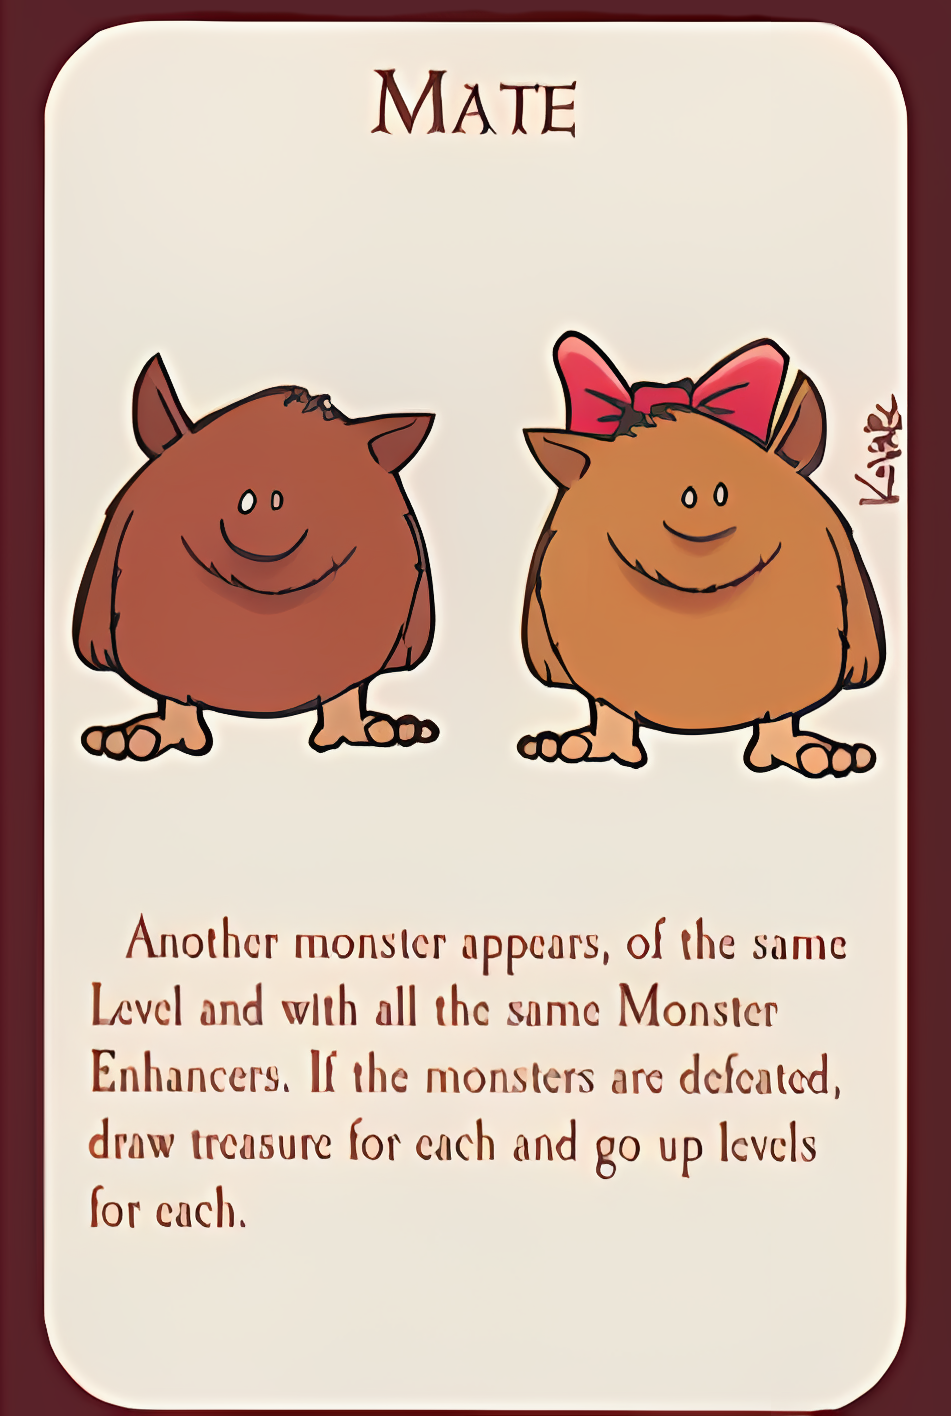 MATE
Another monster appears, of the same
Level and with all the same Monster
Enhancers. If the monsters are defeated,
draw treasure for each and go up levels
for each.